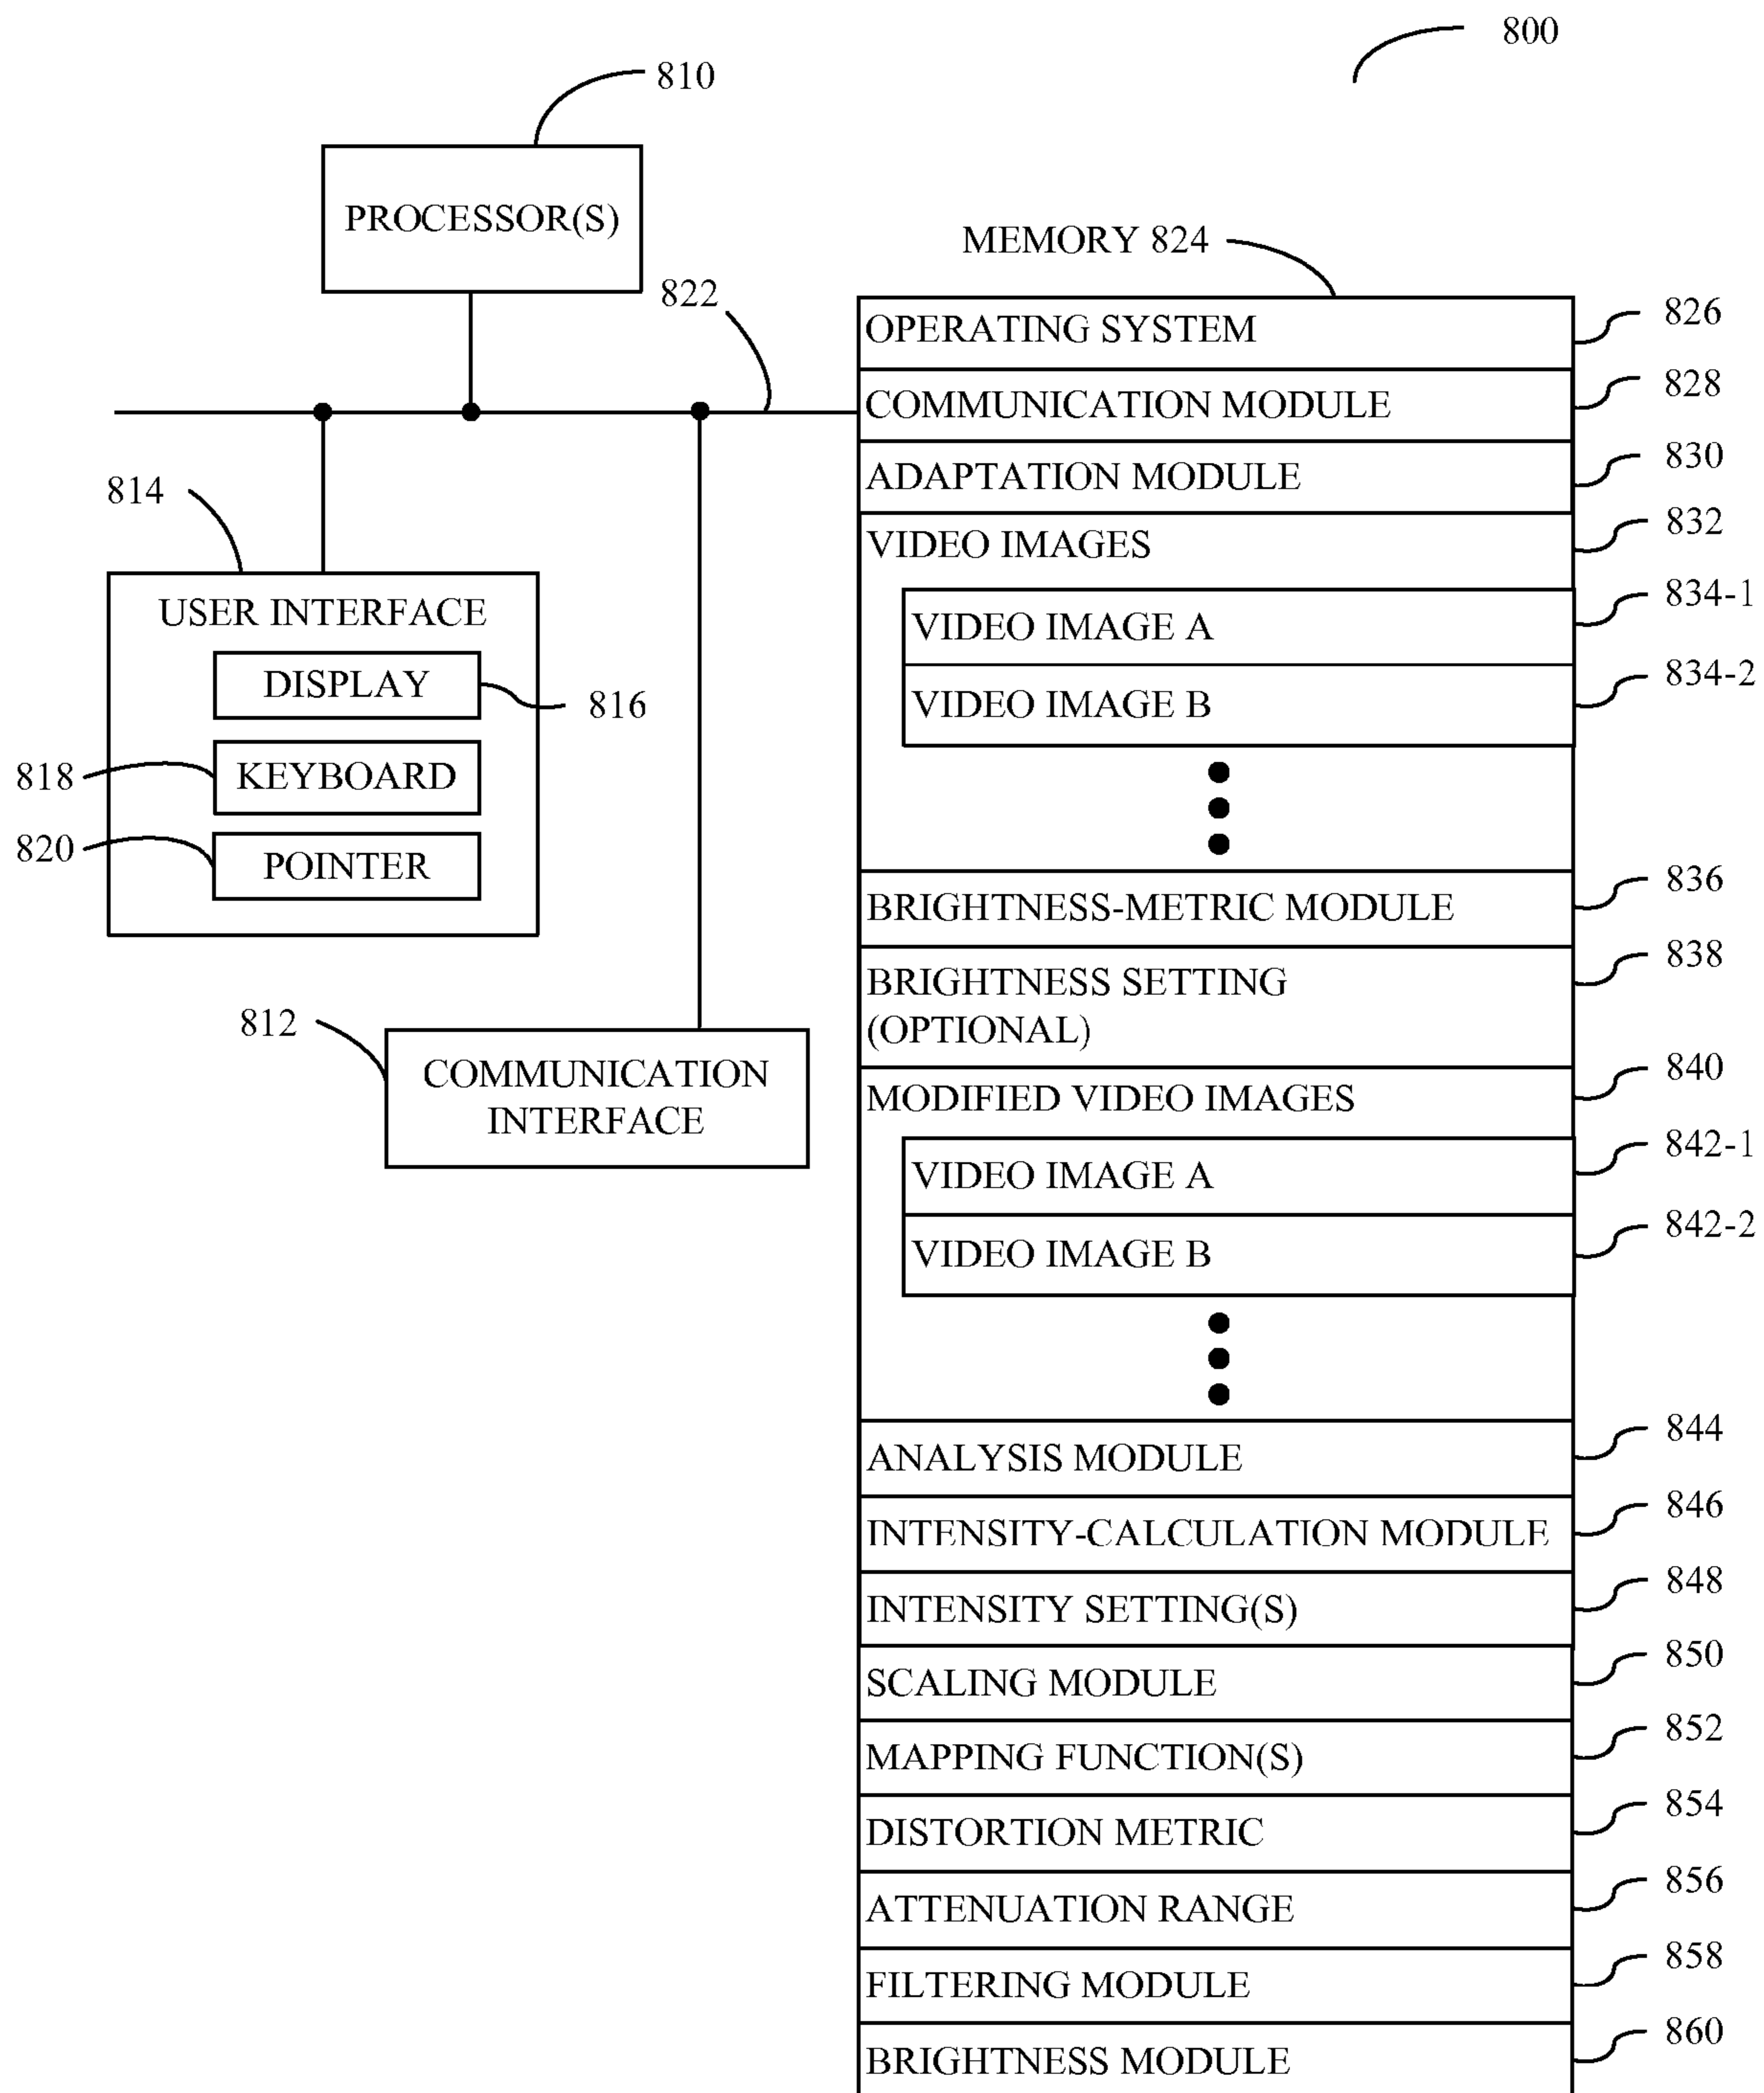 800
810
PROCESSOR(S)
822
814
USER INTERFACE
DISPLAY
816
818
KEYBOARD
820
POINTER
812
COMMUNICATION
INTERFACE
MEMORY 824
OPERATING SYSTEM
826
COMMUNICATION MODULE
828
ADAPTATION MODULE
830
VIDEO IMAGES
832
VIDEO IMAGE A
834-1
VIDEO IMAGE B
834-2
BRIGHTNESS-METRIC MODULE
836
BRIGHTNESS SETTING
(OPTIONAL)
838
MODIFIED VIDEO IMAGES
840
VIDEO IMAGE A
842-1
VIDEO IMAGE B
842-2
ANALYSIS MODULE
844
INTENSITY-CALCULATION MODULE
846
INTENSITY SETTING(S)
848
SCALING MODULE
850
MAPPING FUNCTION(S)
852
DISTORTION METRIC
854
ATTENUATION RANGE
856
FILTERING MODULE
858
BRIGHTNESS MODULE
860